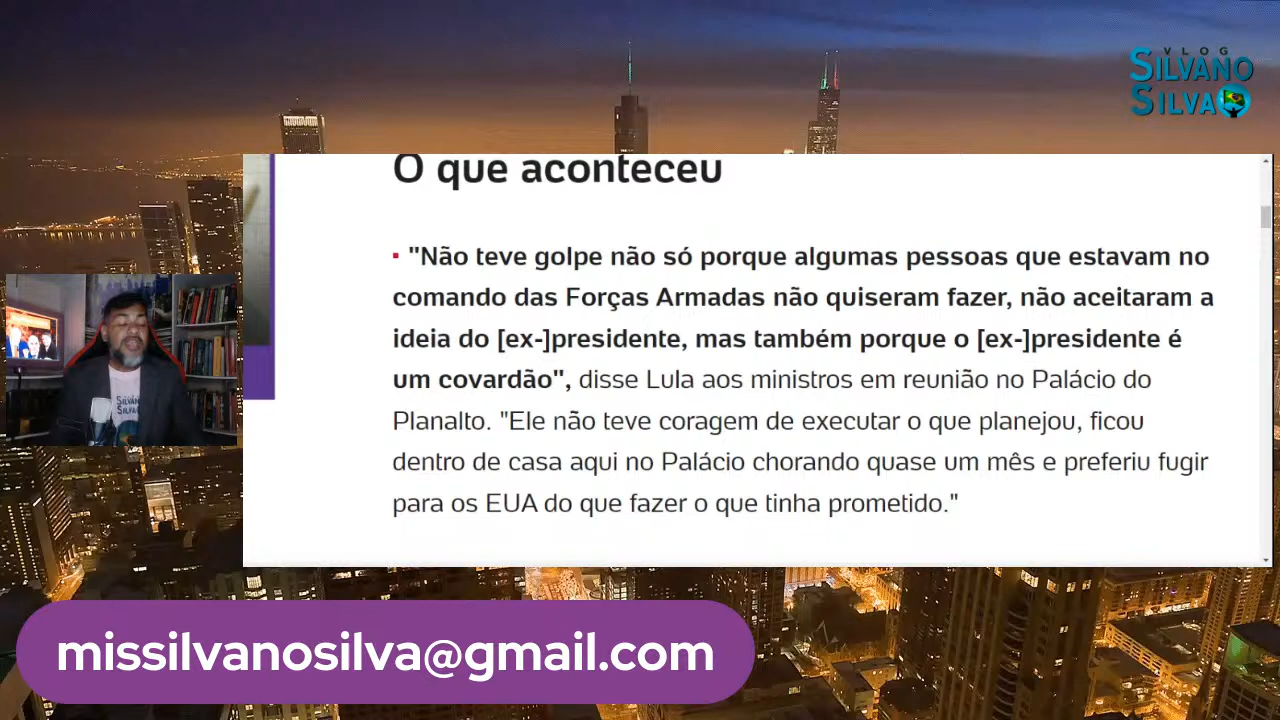 VLOG
SILVANO
SILVA
O que aconteceu
"Não teve golpe não só porque algumas pessoas que estavam no
comando das Forças Armadas não quiseram fazer, não aceitaram a
ideia do [ex-]presidente, mas também porque o [ex-]presidente é
um covardão", disse Lula aos ministros em reunião no Palácio do
Planalto. "Ele não teve coragem de executar o que planejou, ficou
dentro de casa aqui no Palácio chorando quase um mês e preferiu fugir
para os EUA do que fazer o que tinha prometido."
SILVANO
SILVA
missilvanosilva@gmail.com